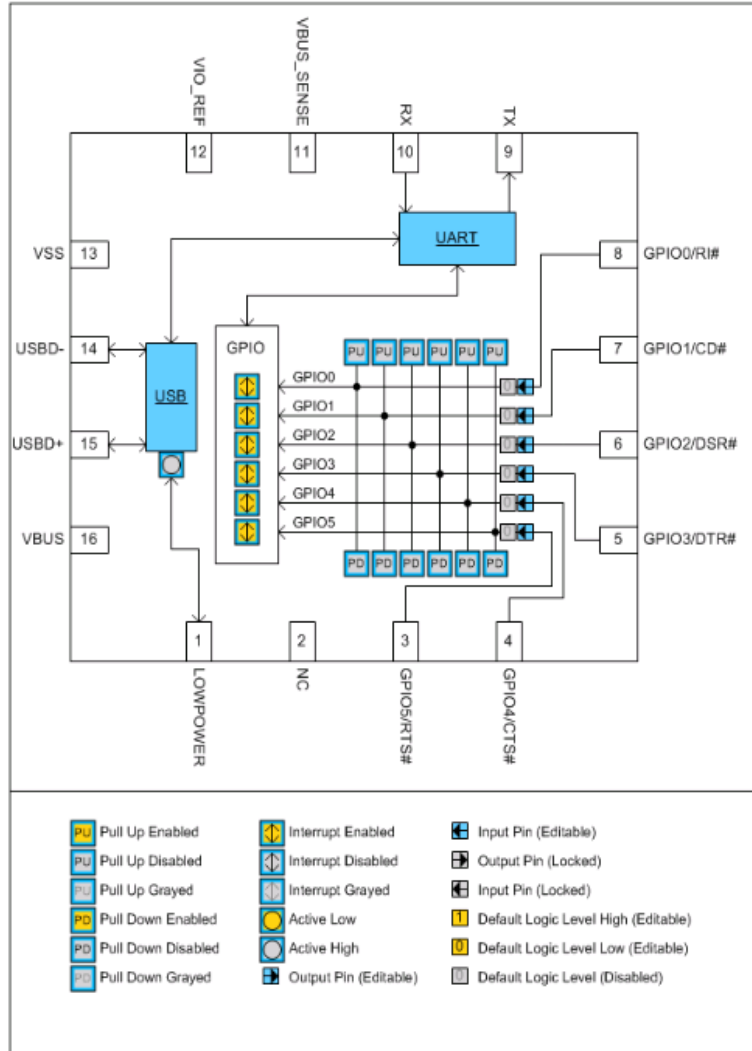 VIO_REF
VBUS_SENSE
RX
TX
12
11
10
9
UART
VSS
13
8
GPIO0/RI#
USBD-
14
USB
GPIO
PU PU PU PU PU PU
7
GPIO1/CD#
GPIO0
0
GPIO1
0
USBD+
15
GPIO2
0
6
GPIO2/DSR#
GPIO3
0
GPIO4
0
GPIO5
0
VBUS
16
5
GPIO3/DTR#
PD PD PD PD PD PD
1
2
3
4
LOWPOWER
NC
GPIO5/RTS#
GPIO4/CTS#
PU Pull Up Enabled
Interrupt Enabled
Input Pin (Editable)
PU Pull Up Disabled
Interrupt Disabled
Output Pin (Locked)
PU Pull Up Grayed
Interrupt Grayed
Input Pin (Locked)
PD Pull Down Enabled
Active Low
1 Default Logic Level High (Editable)
PD Pull Down Disabled
Active High
0 Default Logic Level Low (Editable)
PD Pull Down Grayed
Output Pin (Editable)
0 Default Logic Level (Disabled)